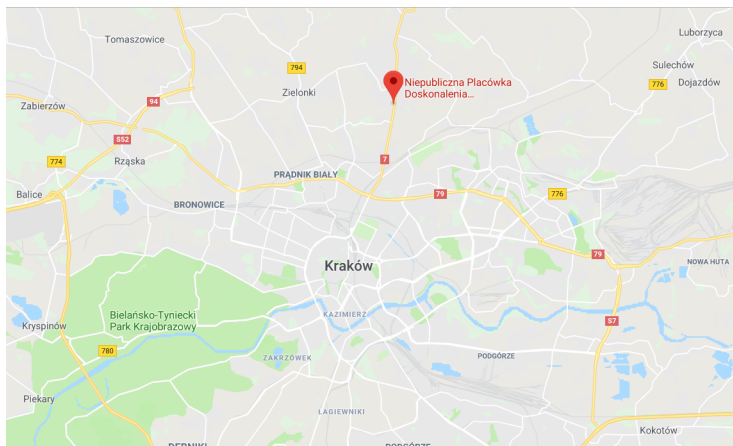 Luborzyca
Tomaszowice
794
Sulechów
776
Dojazdów
Niepubliczna Placówka
Doskonalenia...
Zielonki
94
Zabierzów
S52
7
774
Rząska
PRĄDNIK BIAŁY
79
776
Balice
BRONOWICE
79
NOWA HUTA
Kraków
Bielańsko-Tyniecki
Park Krajobrazowy
KAZIMIERZ
S7
Kryspinów
780
ZAKRZÓWEK
PODGÓRZE
Piekary
ŁAGIEWNIKI
Kokotów
DĘBNIKI
PODGÓRZE